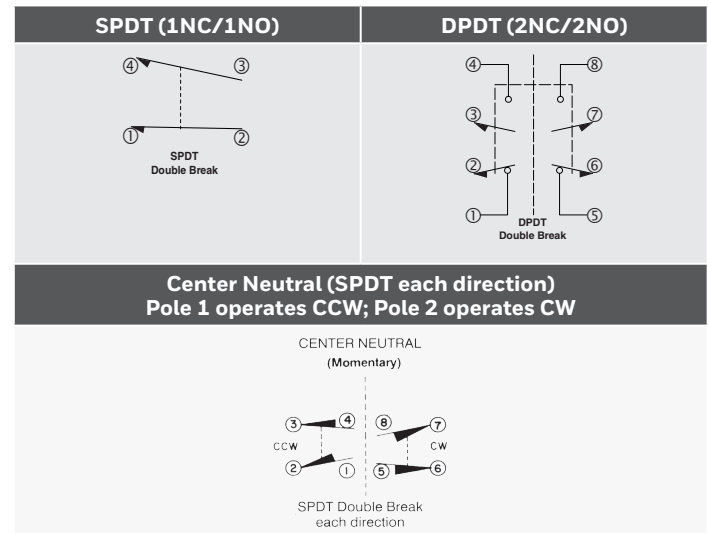 SPDT (1NC/1NO)
DPDT (2NC/2NO)
④ ③
① ②
SPDT
Double Break
④ ⑧
③ ⑦
② ⑥
① ⑤
DPDT
Double Break
Center Neutral (SPDT each direction)
Pole 1 operates CCW; Pole 2 operates CW
CENTER NEUTRAL
(Momentary)
③ ④ ⑧ ⑦
CCW CW
② ① ⑤ ⑥
SPDT Double Break
each direction